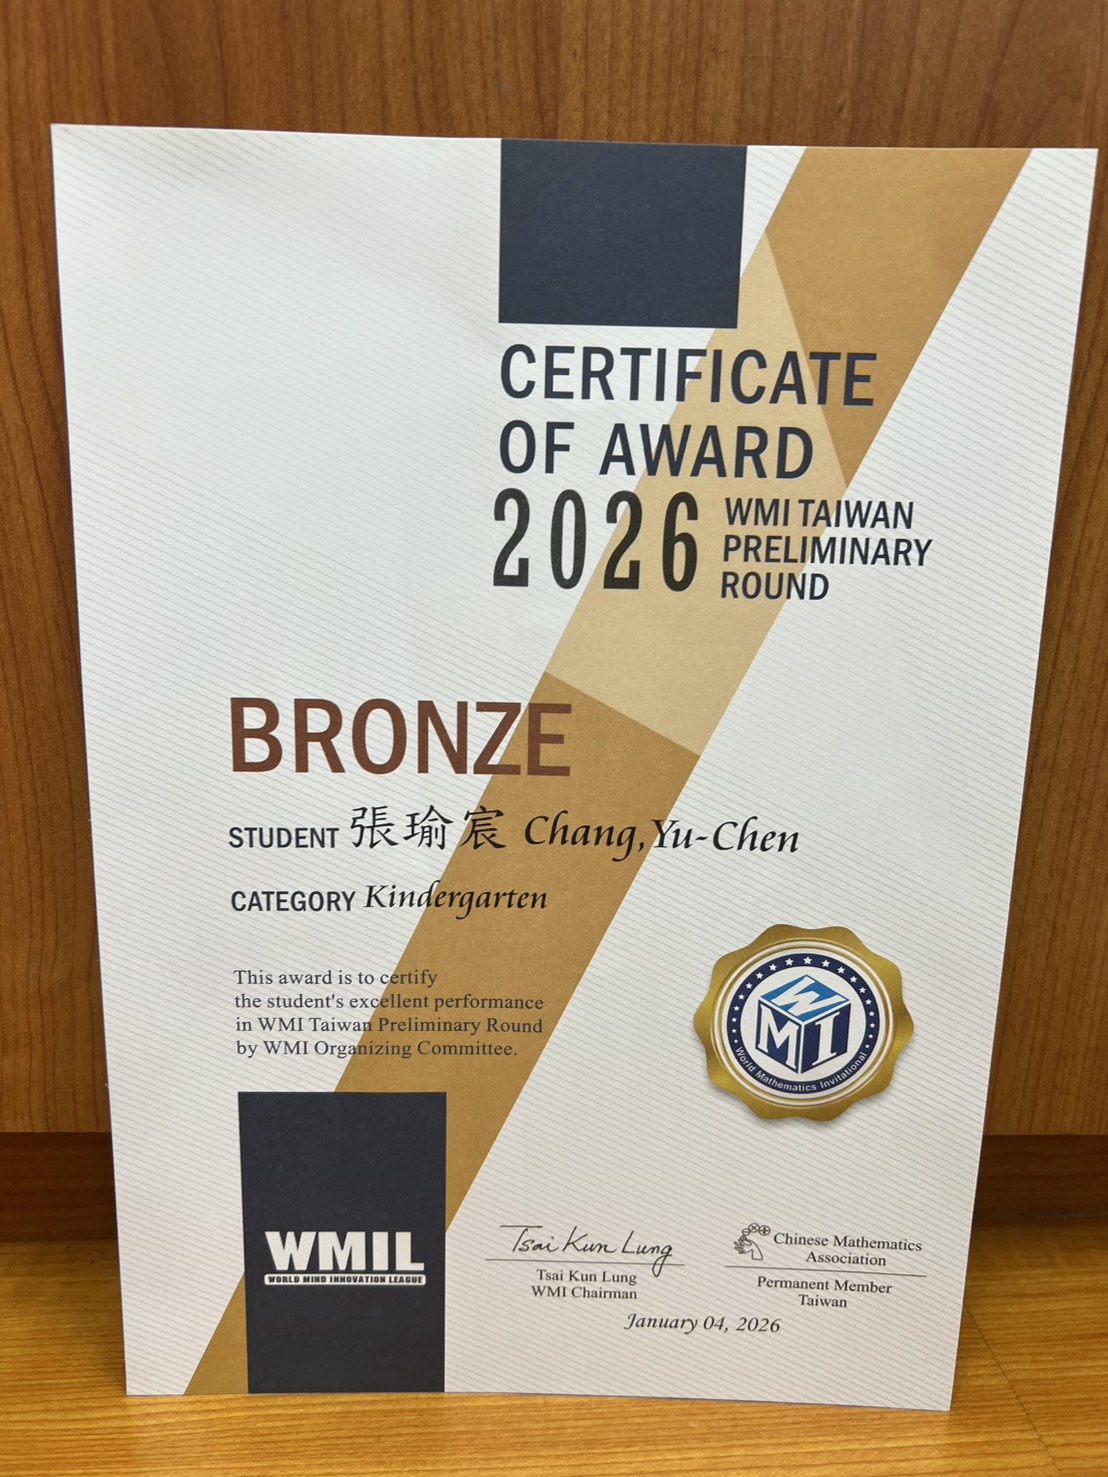 CERTIFICATE
OF AWARD
2026 WMI TAIWAN
PRELIMINARY
ROUND
BRONZE
STUDENT 張瑜宸 Chang,Yu-Chen
CATEGORY Kindergarten
This award is to certify
the student's excellent performance
in WMI Taiwan Preliminary Round
by WMI Organizing Committee.
WMI
World Mathematics Invitational
WMIL
WORLD MIND INNOVATION LEAGUE
Tsai Kun Lung
Tsai Kun Lung
WMI Chairman
Chinese Mathematics
Association
Permanent Member
Taiwan
January 04, 2026